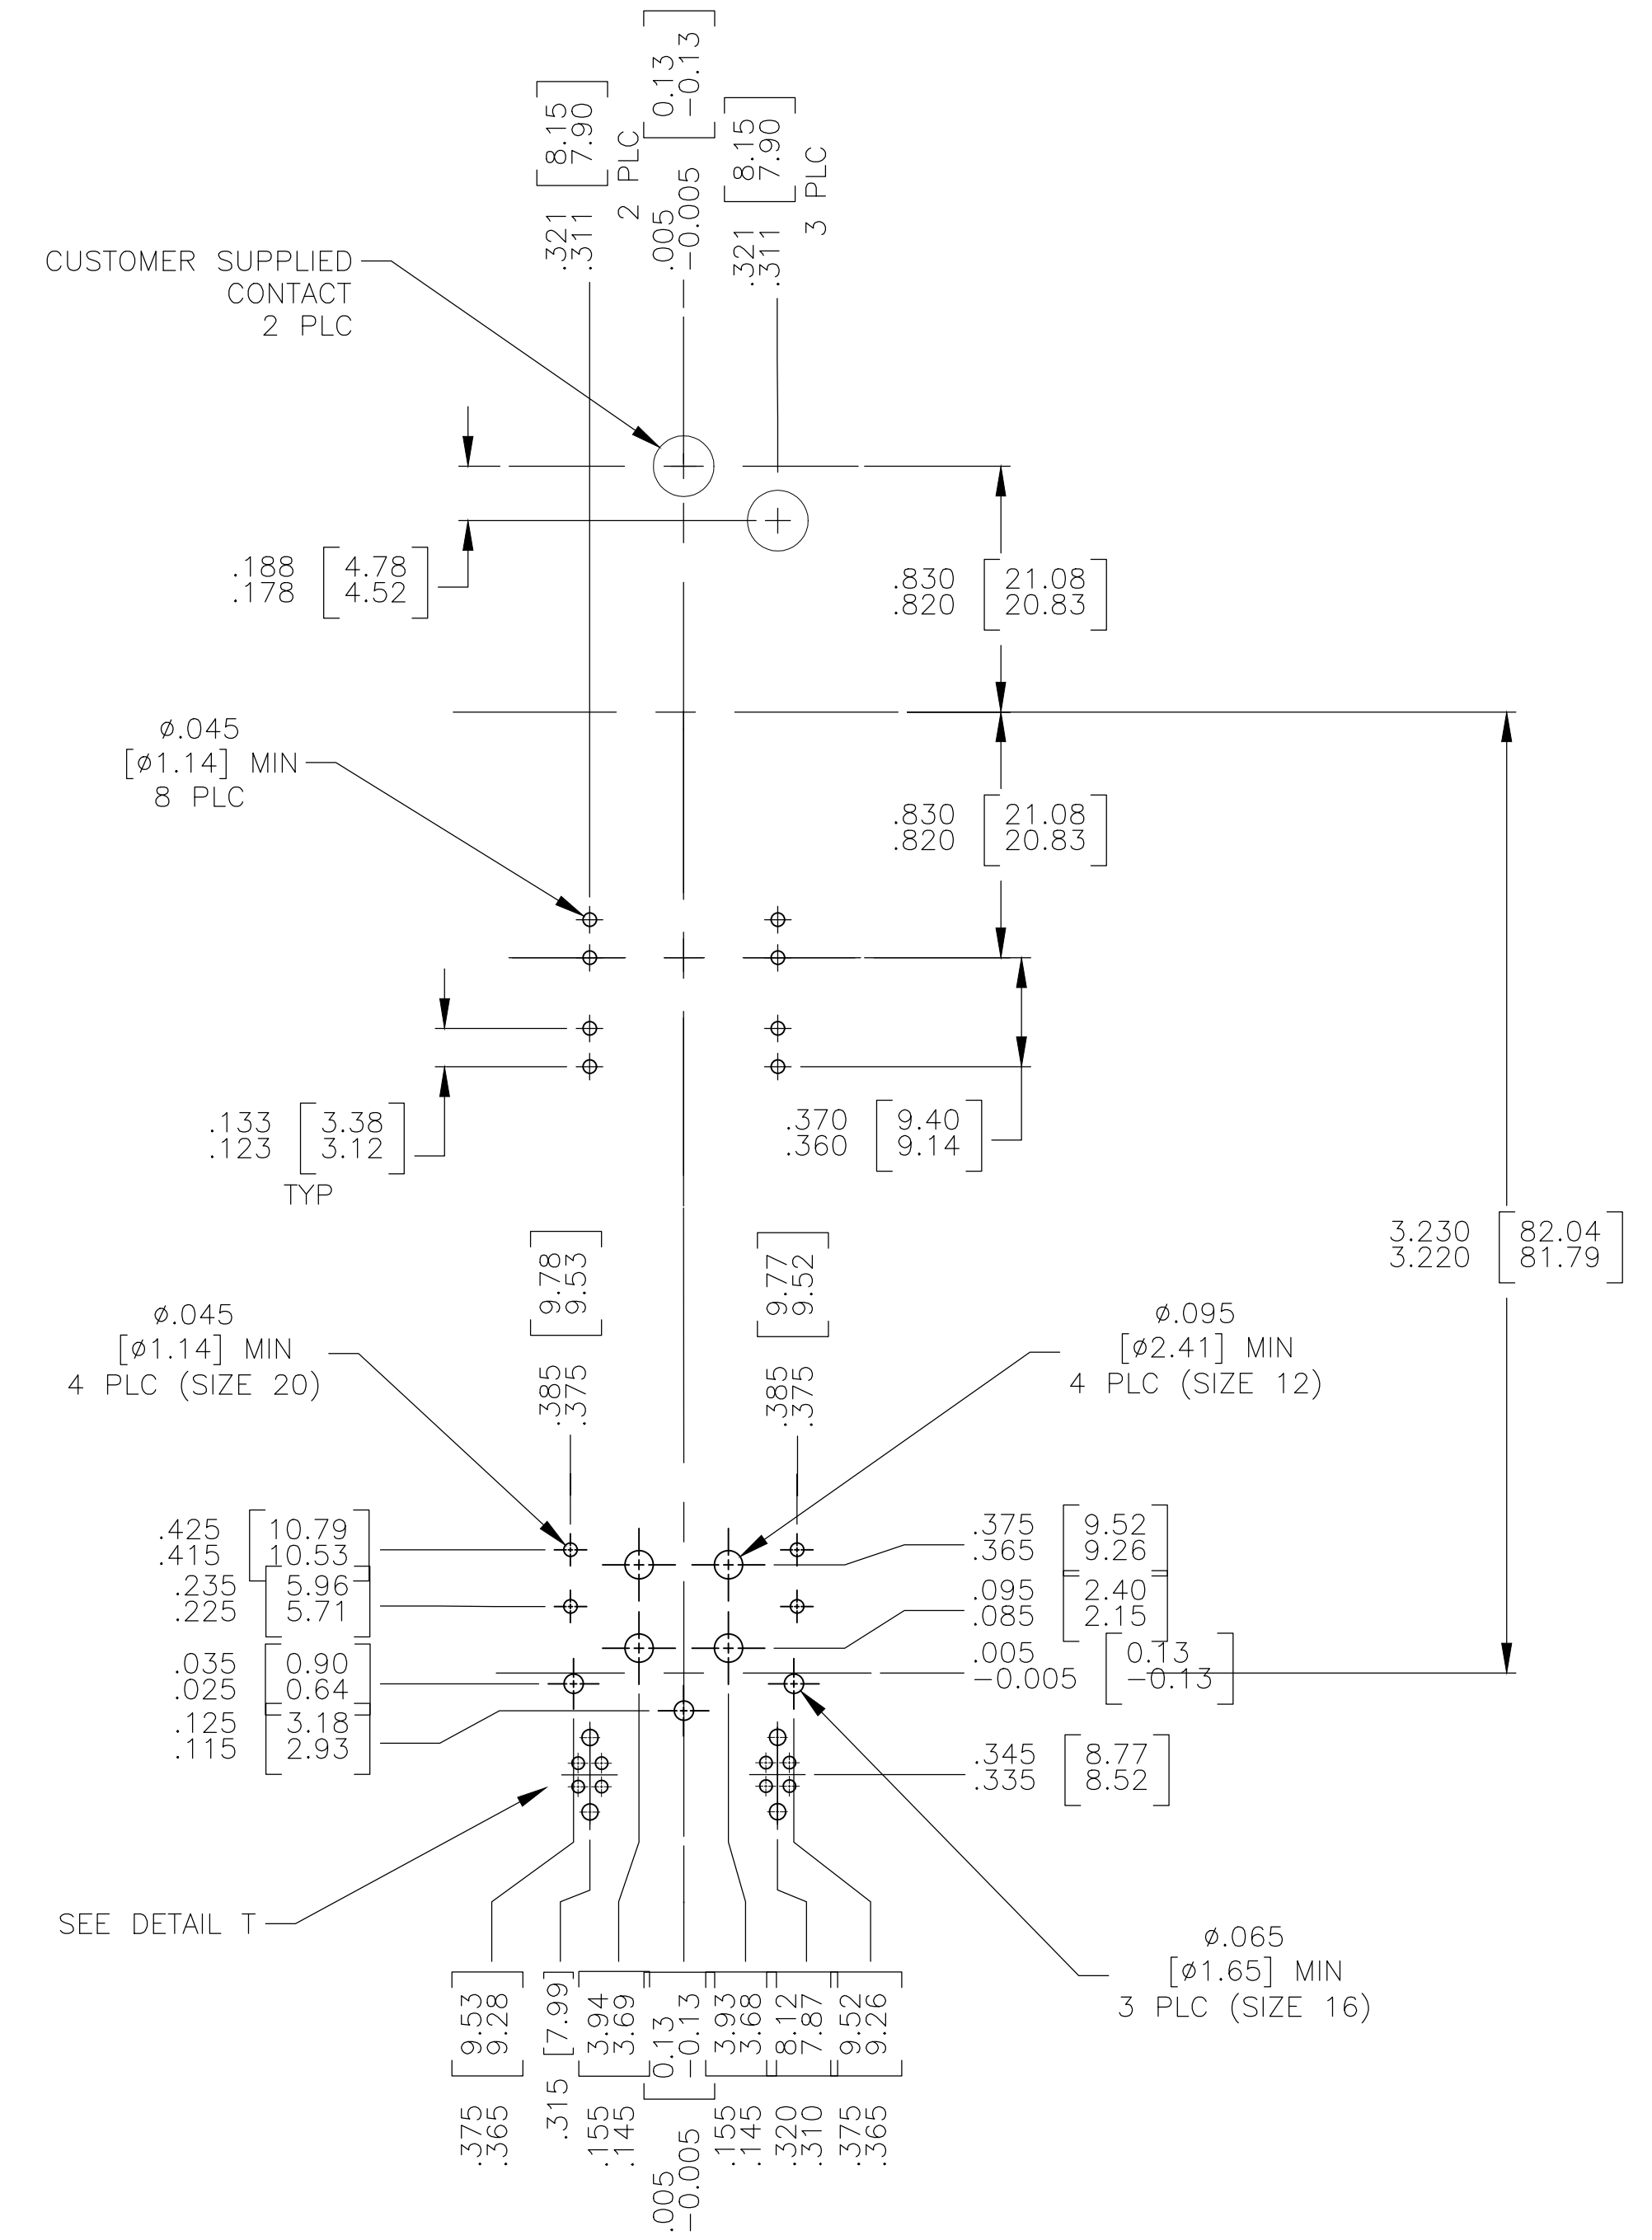 .321 [8.15]
.311 [7.90]
2 PLC
.005 [0.13]
-0.005 [-0.13]
.321 [8.15]
.311 [7.90]
3 PLC
CUSTOMER SUPPLIED
CONTACT
2 PLC
.188 [4.78]
.178 [4.52]
.830 [21.08]
.820 [20.83]
ø.045
[ø1.14] MIN
8 PLC
.830 [21.08]
.820 [20.83]
.133 [3.38]
.123 [3.12]
TYP
.370 [9.40]
.360 [9.14]
3.230 [82.04]
3.220 [81.79]
.385 [9.78]
.375 [9.53]
.385 [9.77]
.375 [9.52]
ø.045
[ø1.14] MIN
4 PLC (SIZE 20)
ø.095
[ø2.41] MIN
4 PLC (SIZE 12)
.425 [10.79]
.415 [10.53]
.235 [5.96]
.225 [5.71]
.035 [0.90]
.025 [0.64]
.125 [3.18]
.115 [2.93]
.375 [9.52]
.365 [9.26]
.095 [2.40]
.085 [2.15]
.005 [0.13]
-0.005 [-0.13]
.345 [8.77]
.335 [8.52]
SEE DETAIL T
ø.065
[ø1.65] MIN
3 PLC (SIZE 16)
.375 [9.53]
.365 [9.28]
.315 [7.99]
.155 [3.94]
.145 [3.69]
.005 [0.13]
-0.005 [-0.13]
.155 [3.93]
.145 [3.68]
.320 [8.12]
.310 [7.87]
.375 [9.52]
.365 [9.26]